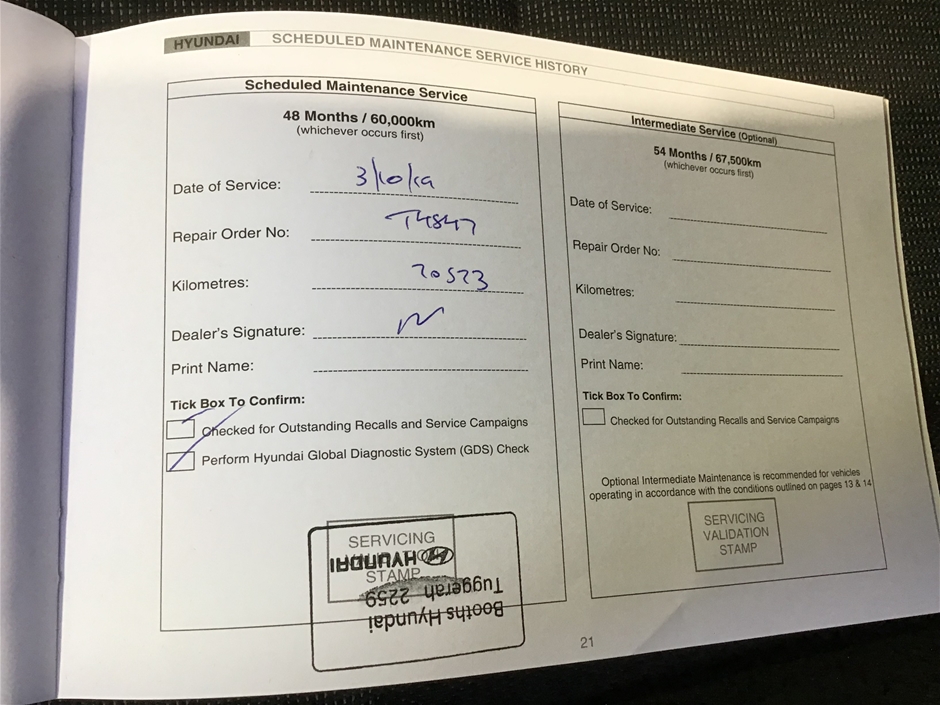 HYUNDAI SCHEDULED MAINTENANCE SERVICE HISTORY
Scheduled Maintenance Service
48 Months / 60,000km
(whichever occurs first)
Date of Service: 3/10/19
Repair Order No: T4847
Kilometres: 20523
Dealer's Signature:
Print Name:
Tick Box To Confirm:
Checked for Outstanding Recalls and Service Campaigns
Perform Hyundai Global Diagnostic System (GDS) Check
SERVICING
STAMP
Booths Hyundai
Tuggerah 2259
HYUNDAI
Intermediate Service (Optional)
54 Months / 67,500km
(whichever occurs first)
Date of Service:
Repair Order No:
Kilometres:
Dealer's Signature:
Print Name:
Tick Box To Confirm:
Checked for Outstanding Recalls and Service Campaigns
Optional Intermediate Maintenance is recommended for vehicles
operating in accordance with the conditions outlined on pages 13 & 14
SERVICING
VALIDATION
STAMP
21